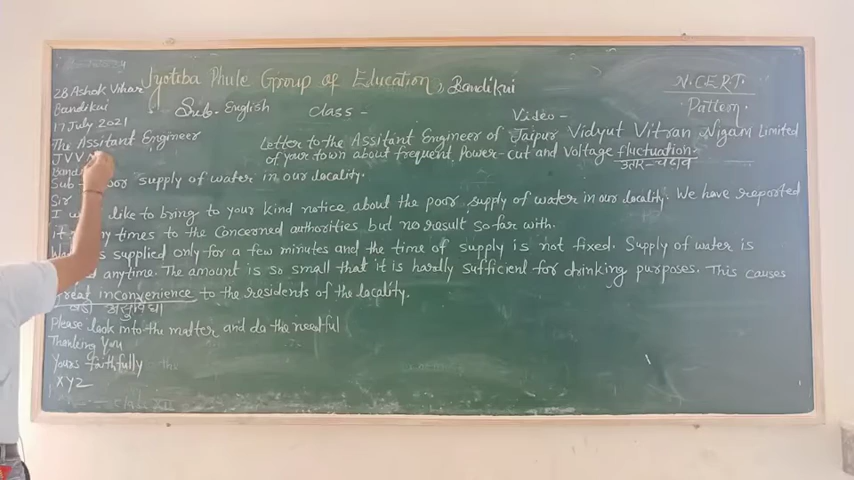 Jyotiba Phule Group of Education, Bandikui
N.C.E.R.T.
Pattern
Sub. English
Class -
Video -
28 Ashok Vihar
Bandikui
17 July 2021
The Assitant Engineer
JVV
Letter to the Assitant Engineer of Jaipur Vidyut Vitran Nigam Limited
of your town about frequent Power-cut and Voltage fluctuation.
उतार-चढ़ाव
Sub - supply of water in our locality.
Sir
I like to bring to your kind notice about the poor supply of water in our locality. We have reported
it times to the Concerned authorities but no result so far with.
is supplied only for a few minutes and the time of supply is not fixed. Supply of water is
anytime. The amount is so small that it is hardly sufficient for drinking purposes. This causes
great inconvenience to the residents of the locality.
असुविधा
Please look into the matter and do the needful
Thanking You
Yours faithfully
XYZ